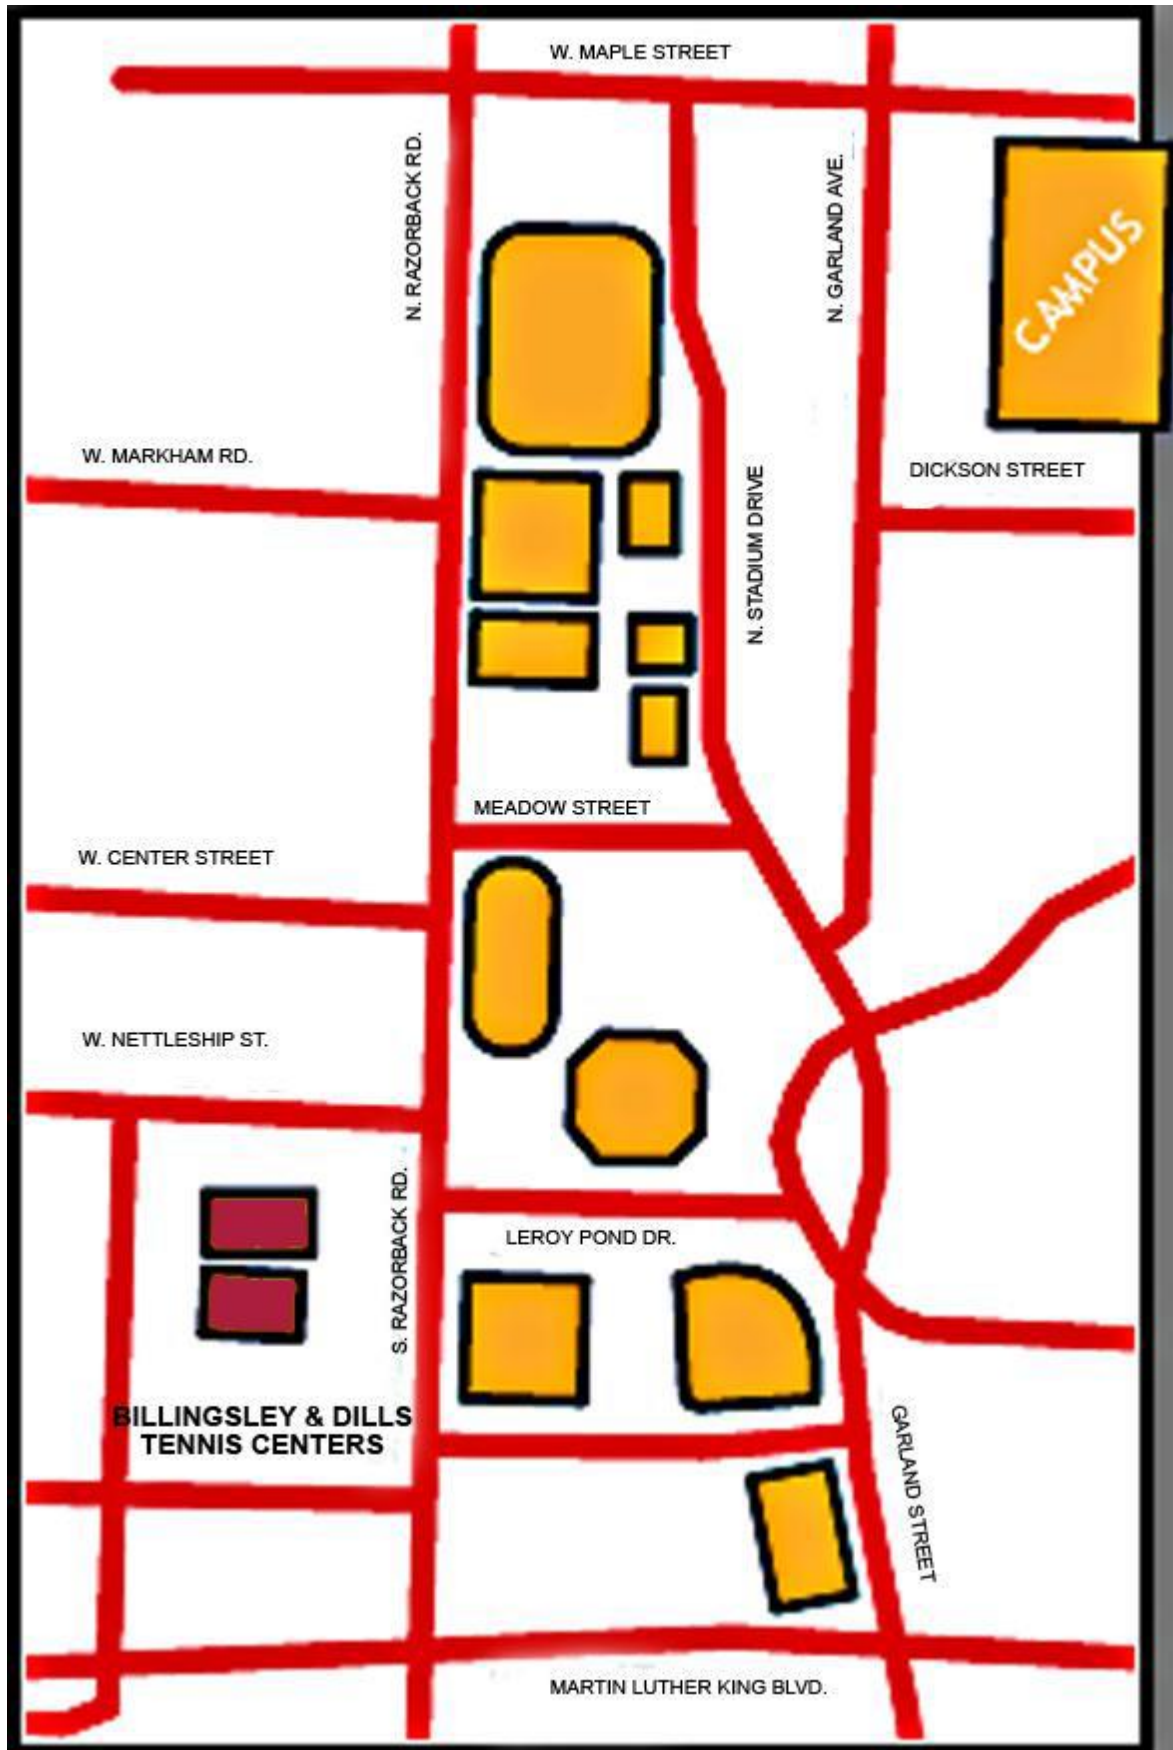 W. MAPLE STREET
N. RAZORBACK RD.
N. GARLAND AVE.
CAMPUS
W. MARKHAM RD.
DICKSON STREET
N. STADIUM DRIVE
MEADOW STREET
W. CENTER STREET
W. NETTLESHIP ST.
S. RAZORBACK RD.
LEROY POND DR.
BILLINGSLEY & DILLS
TENNIS CENTERS
GARLAND STREET
MARTIN LUTHER KING BLVD.